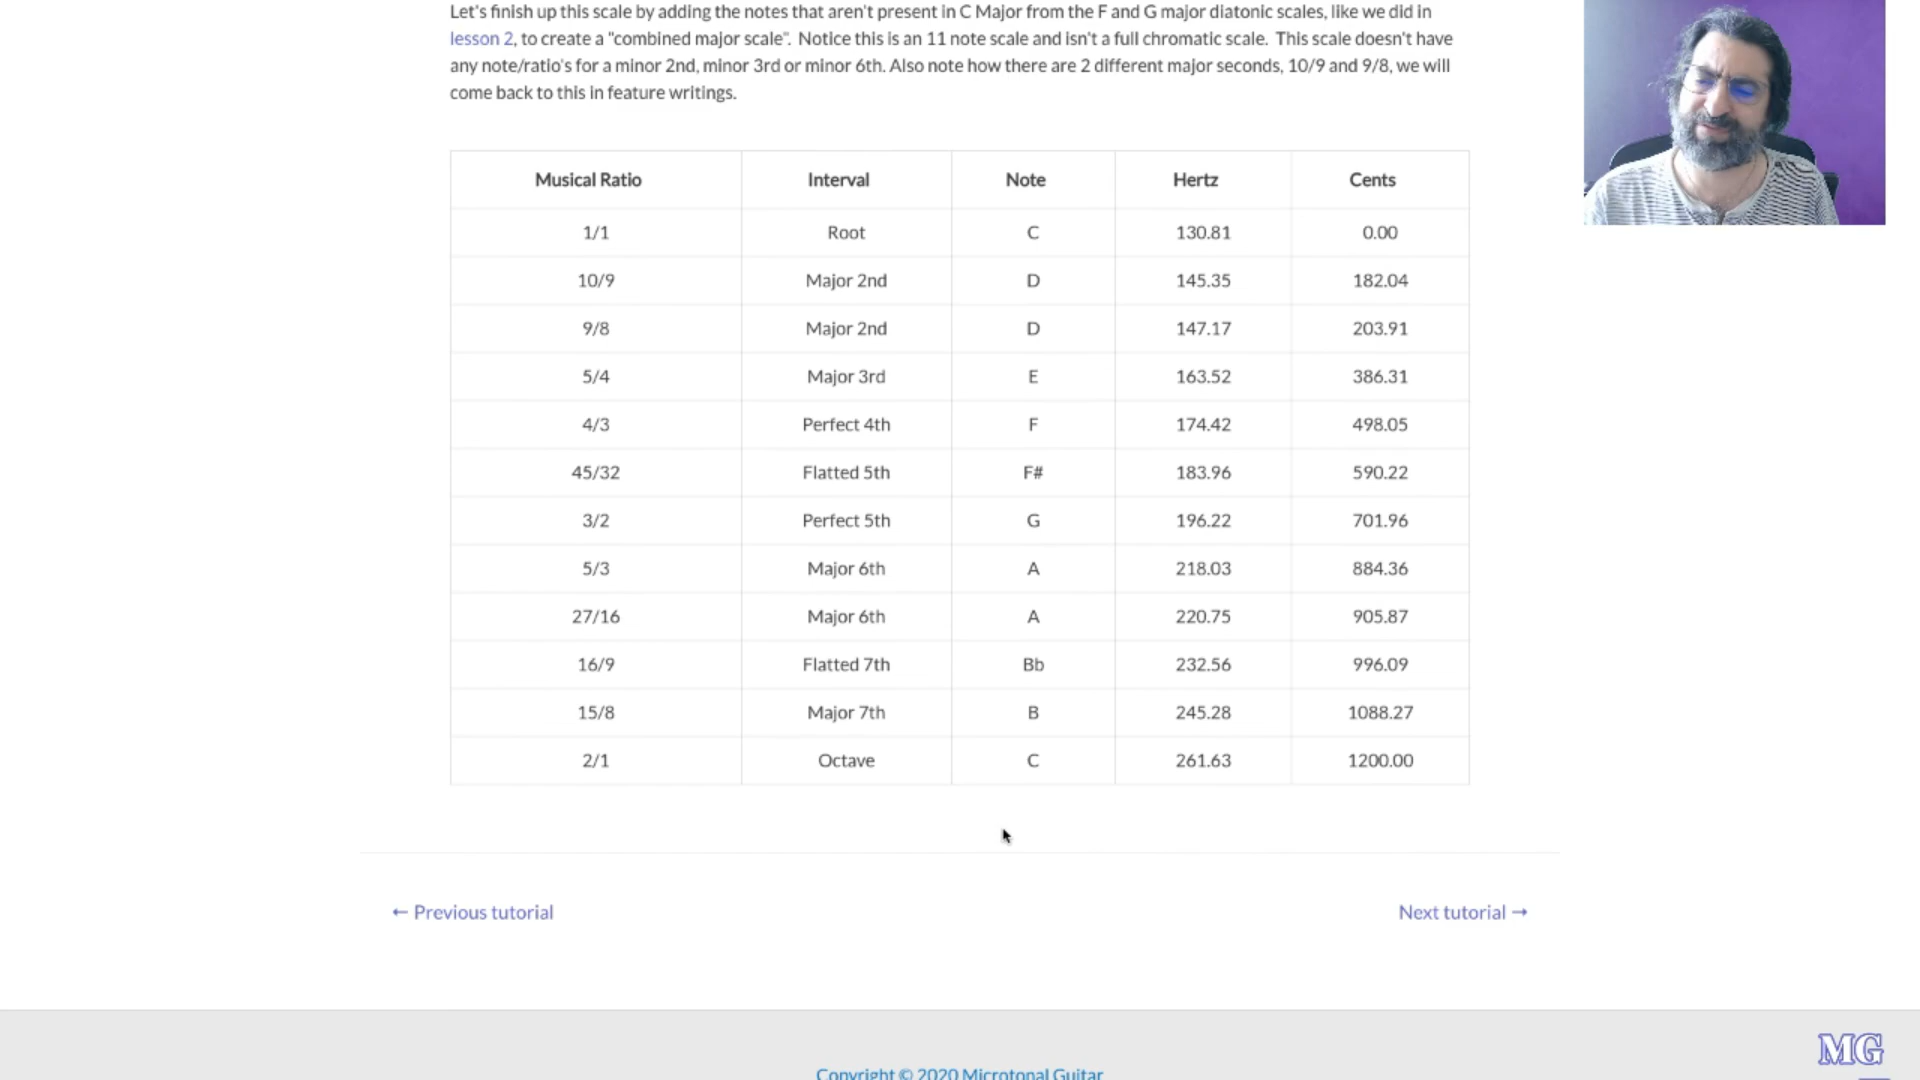 Let's finish up this scale by adding the notes that aren't present in C Major from the F and G major diatonic scales, like we did in
lesson 2, to create a "combined major scale". Notice this is an 11 note scale and isn't a full chromatic scale. This scale doesn't have
any note/ratio's for a minor 2nd, minor 3rd or minor 6th. Also note how there are 2 different major seconds, 10/9 and 9/8, we will
come back to this in feature writings.
Musical Ratio Interval Note Hertz Cents
1/1 Root C 130.81 0.00
10/9 Major 2nd D 145.35 182.04
9/8 Major 2nd D 147.17 203.91
5/4 Major 3rd E 163.52 386.31
4/3 Perfect 4th F 174.42 498.05
45/32 Flatted 5th F# 183.96 590.22
3/2 Perfect 5th G 196.22 701.96
5/3 Major 6th A 218.03 884.36
27/16 Major 6th A 220.75 905.87
16/9 Flatted 7th Bb 232.56 996.09
15/8 Major 7th B 245.28 1088.27
2/1 Octave C 261.63 1200.00
← Previous tutorial
Next tutorial →
MG
Copyright © 2020 Microtonal Guitar